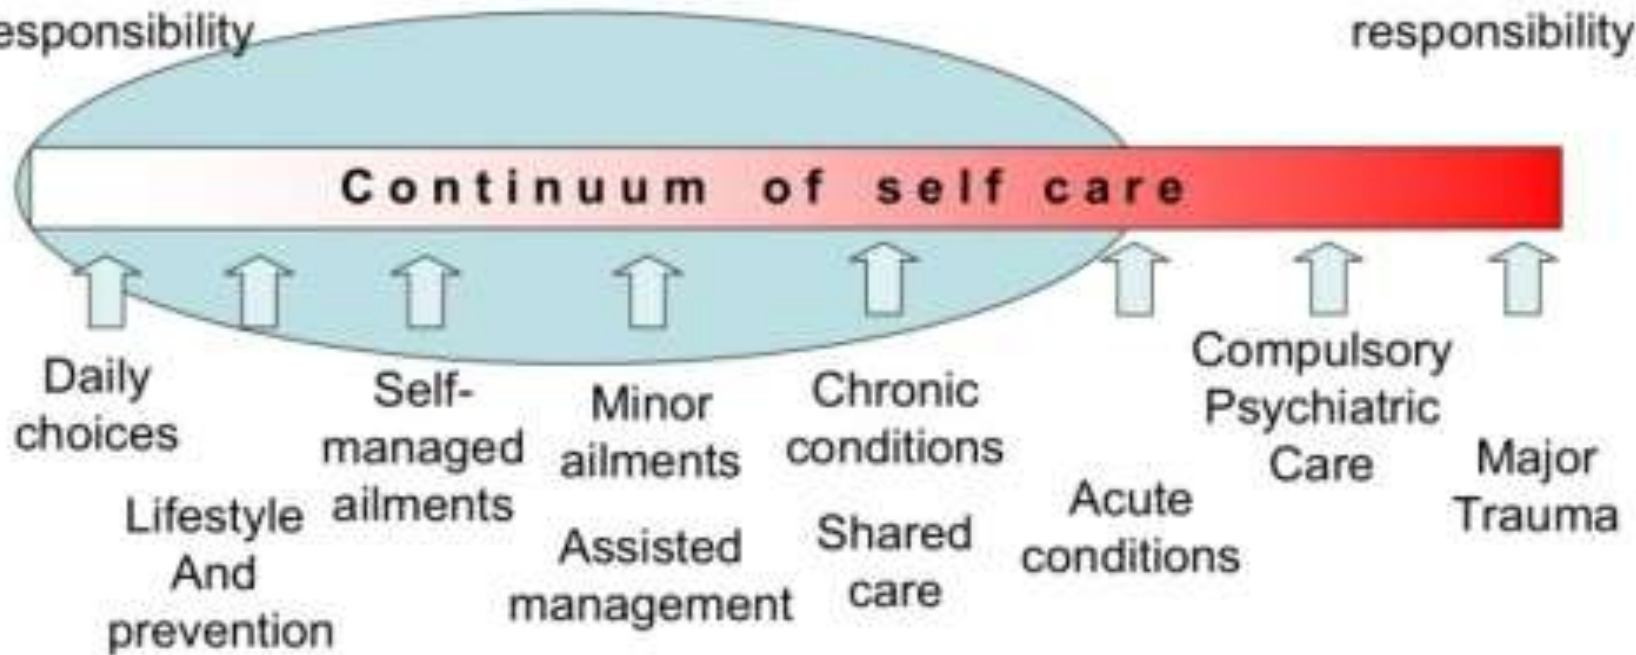 esponsibility
responsibility
Continuum of self care
Daily
choices
Lifestyle
And
prevention
Self-
managed
ailments
Minor
ailments
Assisted
management
Chronic
conditions
Shared
care
Acute
conditions
Compulsory
Psychiatric
Care
Major
Trauma